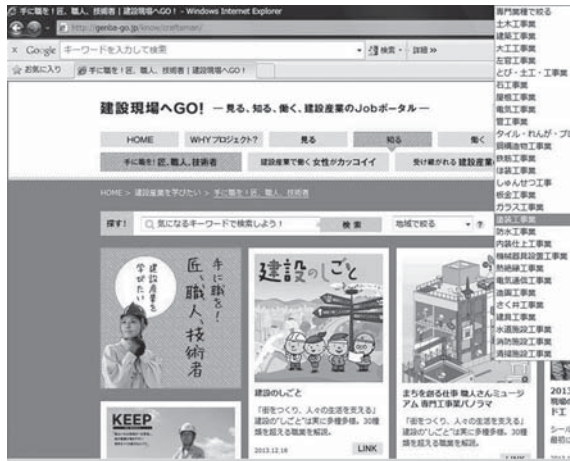 手に職を!匠、職人、技術者 | 建設現場へGO! - Windows Internet Explorer
http://genba-go.jp/know/craftsman/
Google キーワードを入力して検索
検索
詳細 »
お気に入り
手に職を!匠、職人、技術者 | 建設現場へGO!
建設現場へGO! ―見る、知る、働く、建設産業のJobポータル―
HOME
WHYプロジェクト?
見る
知る
働く
手に職を!匠、職人、技術者
建設産業で働く女性がカッコイイ
受け継がれる建設産業
HOME > 建設産業を学びたい > 手に職を!匠、職人、技術者
探す!
気になるキーワードで検索しよう!
検索
地域で絞る
専門業種で絞る
土木工事業
建築工事業
大工工事業
左官工事業
とび・土工・工事業
石工事業
屋根工事業
電気工事業
管工事業
タイル・れんが・ブロ
鋼構造物工事業
鉄筋工事業
ほ装工事業
しゅんせつ工事
板金工事業
ガラス工事業
塗装工事業
防水工事業
内装仕上工事業
機械器具設置工事業
熱絶縁工事業
電気通信工事業
造園工事業
さく井工事業
建具工事業
水道施設工事業
消防施設工事業
清掃施設工事業
建設産業を学びたい
手に職を!
匠、職人、技術者
建設のしごと
建設のしごと
「街をつくり、人々の生活を支える」
建設の"しごと"は実に多種多様。30種
類を超える職業を解説。
2013.12.16
LINK
まちを創る仕事 職人さんミュージ
アム 専門工事業パノラマ
「街をつくり、人々の生活を支える」
建設の"しごと"は実に多種多様。30種
類を超える職業を解説。
KEEP
2013
現場の
ド工
シール
最初に